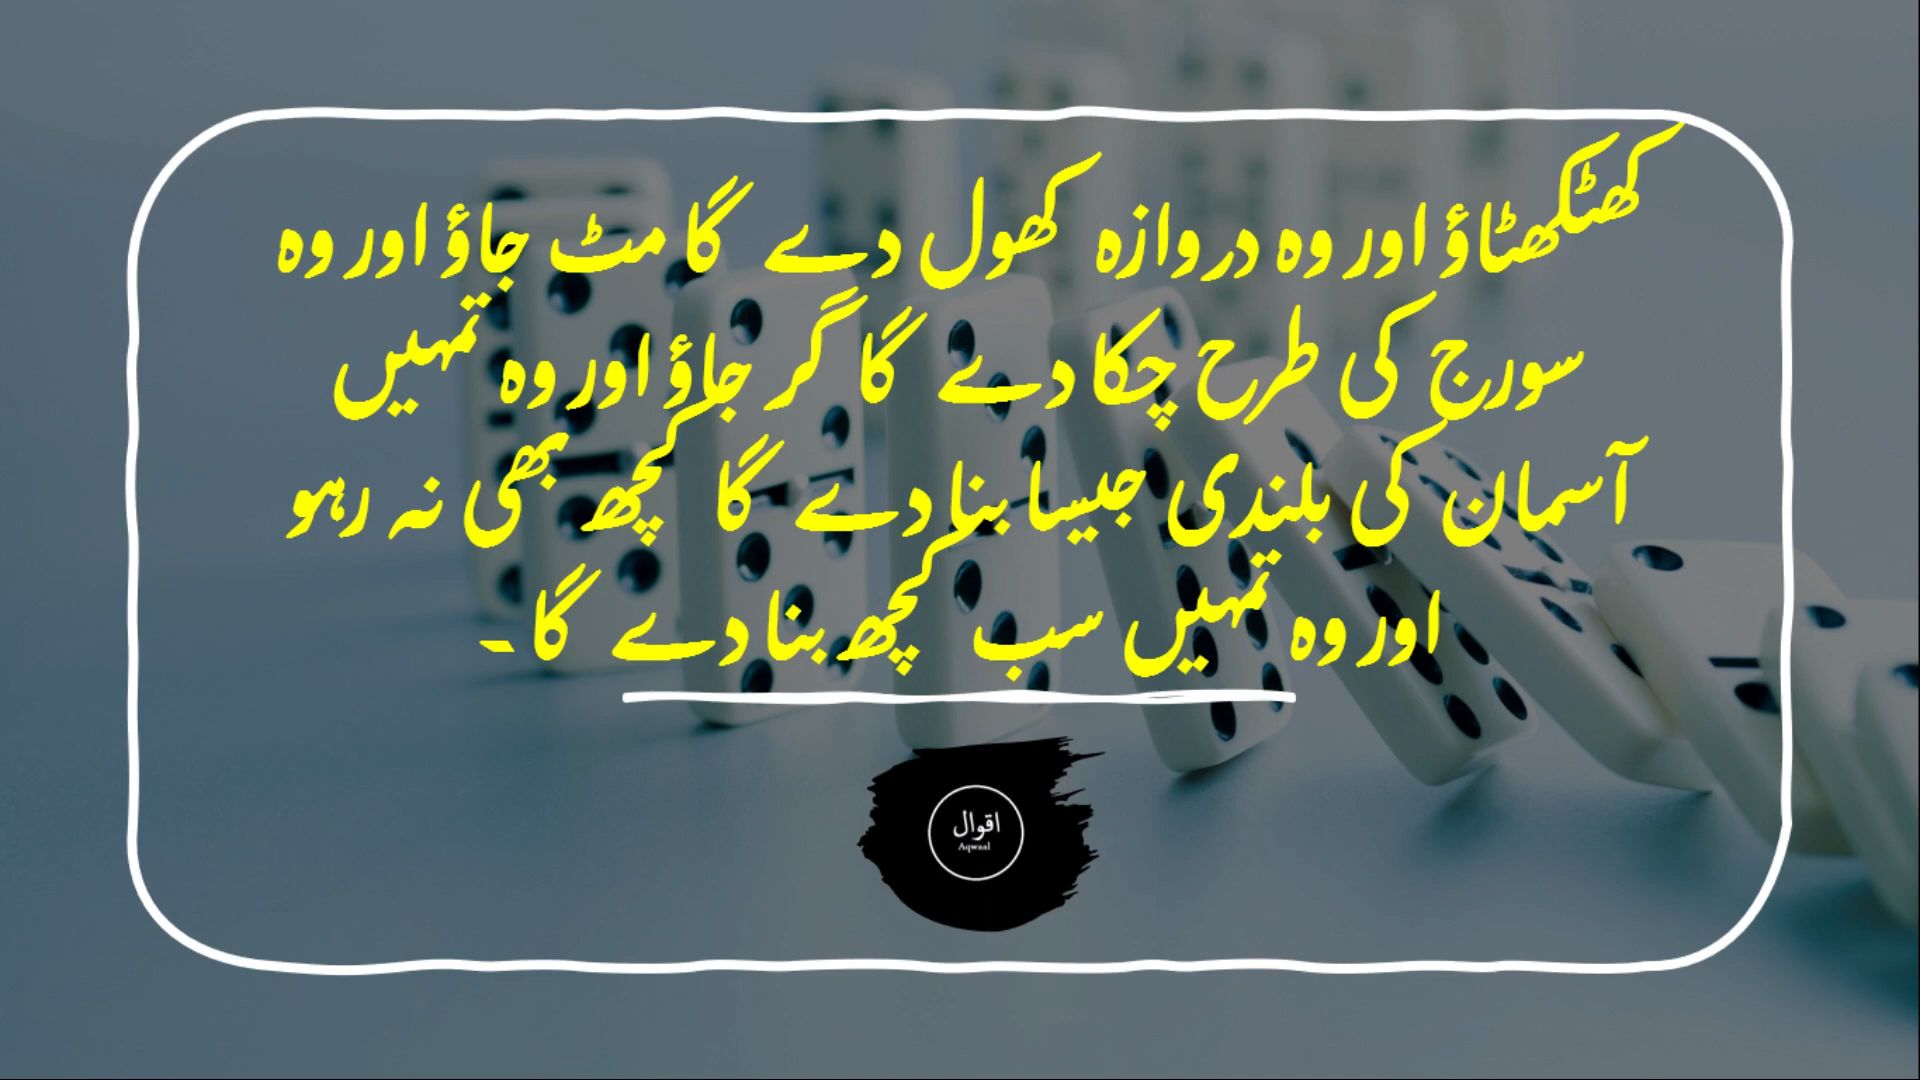 کھٹکھٹاؤ اور وہ دروازہ کھول دے گا مٹ جاؤ اور وہ
سورج کی طرح چکا دے گا گر جاؤ اور وہ تمہیں
آسمان کی بلندی جیسا بنا دے گا کچھ بھی نہ رہو
اور وہ تمہیں سب کچھ بنا دے گا ۔
اقوال
Aqwaal